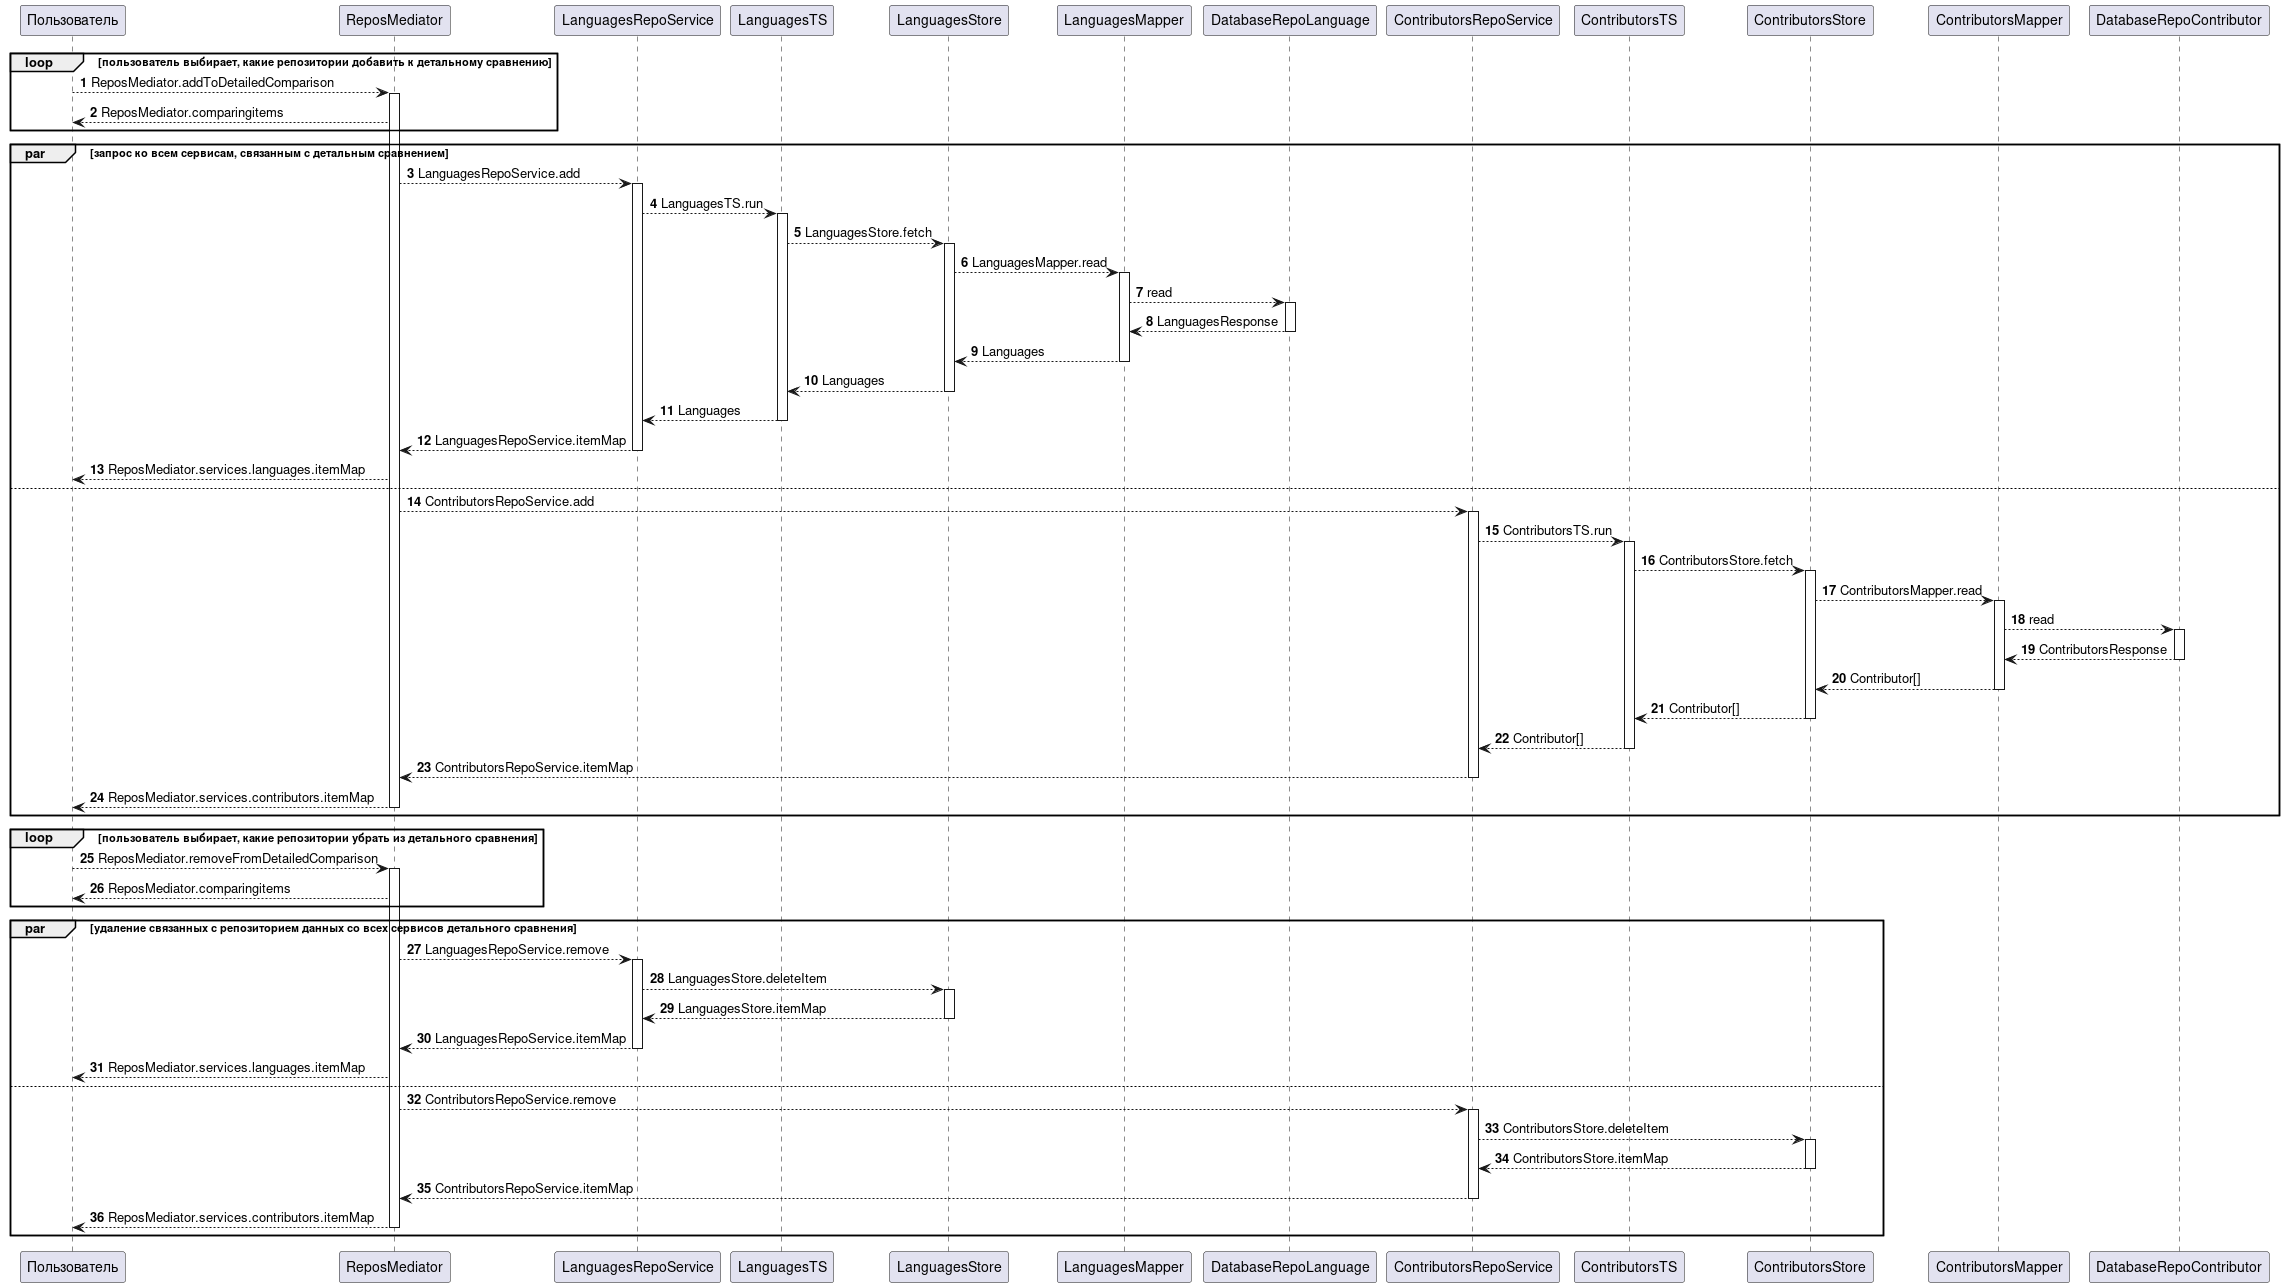 Пользователь ReposMediator LanguagesRepoService LanguagesTS LanguagesStore LanguagesMapper DatabaseRepoLanguage ContributorsRepoService ContributorsTS ContributorsStore ContributorsMapper DatabaseRepoContributor
loop [пользователь выбирает, какие репозитории добавить к детальному сравнению]
1 ReposMediator.addToDetailedComparison
2 ReposMediator.comparingitems
par [запрос ко всем сервисам, связанным с детальным сравнением]
3 LanguagesRepoService.add
4 LanguagesTS.run
5 LanguagesStore.fetch
6 LanguagesMapper.read
7 read
8 LanguagesResponse
9 Languages
10 Languages
11 Languages
12 LanguagesRepoService.itemMap
13 ReposMediator.services.languages.itemMap
14 ContributorsRepoService.add
15 ContributorsTS.run
16 ContributorsStore.fetch
17 ContributorsMapper.read
18 read
19 ContributorsResponse
20 Contributor[]
21 Contributor[]
22 Contributor[]
23 ContributorsRepoService.itemMap
24 ReposMediator.services.contributors.itemMap
loop [пользователь выбирает, какие репозитории убрать из детального сравнения]
25 ReposMediator.removeFromDetailedComparison
26 ReposMediator.comparingitems
par [удаление связанных с репозиторием данных со всех сервисов детального сравнения]
27 LanguagesRepoService.remove
28 LanguagesStore.deleteItem
29 LanguagesStore.itemMap
30 LanguagesRepoService.itemMap
31 ReposMediator.services.languages.itemMap
32 ContributorsRepoService.remove
33 ContributorsStore.deleteItem
34 ContributorsStore.itemMap
35 ContributorsRepoService.itemMap
36 ReposMediator.services.contributors.itemMap
Пользователь ReposMediator LanguagesRepoService LanguagesTS LanguagesStore LanguagesMapper DatabaseRepoLanguage ContributorsRepoService ContributorsTS ContributorsStore ContributorsMapper DatabaseRepoContributor